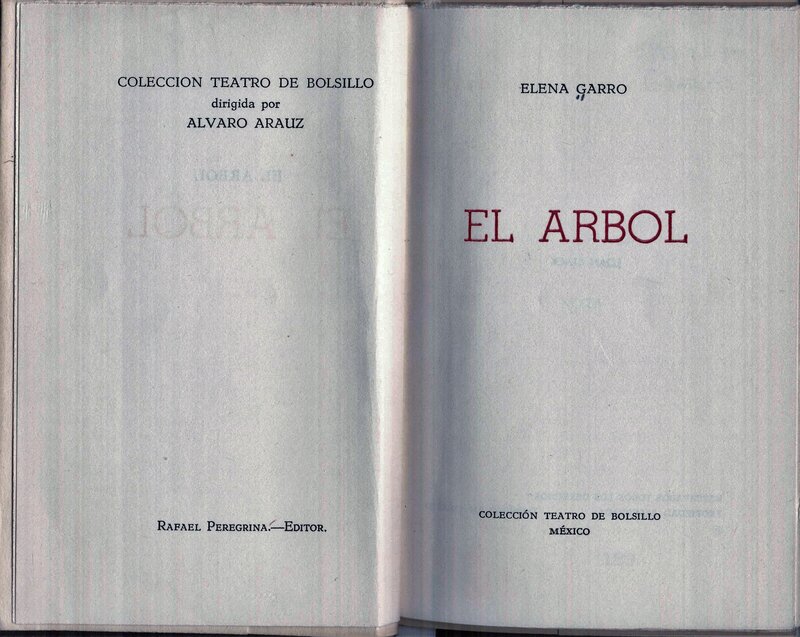 COLECCION TEATRO DE BOLSILLO
dirigida por
ALVARO ARAUZ
RAFAEL PEREGRINA.—EDITOR.
ELENA GARRO
EL ARBOL
COLECCIÓN TEATRO DE BOLSILLO
MÉXICO